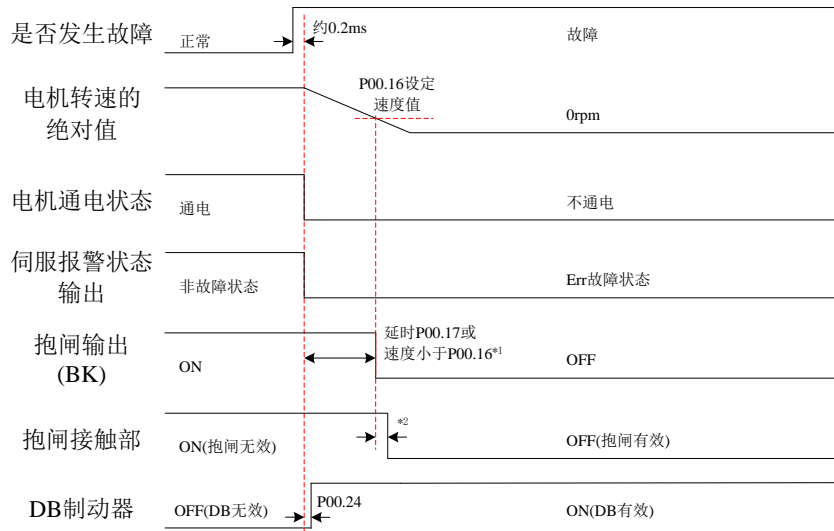 是否发生故障
正常
约0.2ms
故障
电机转速的
绝对值
P00.16设定
速度值
0rpm
电机通电状态
通电
不通电
伺服报警状态
输出
非故障状态
Err故障状态
抱闸输出
(BK)
ON
延时P00.17或
速度小于P00.16*1
OFF
抱闸接触部
ON(抱闸无效)
*2
OFF(抱闸有效)
DB制动器
OFF(DB无效)
P00.24
ON(DB有效)